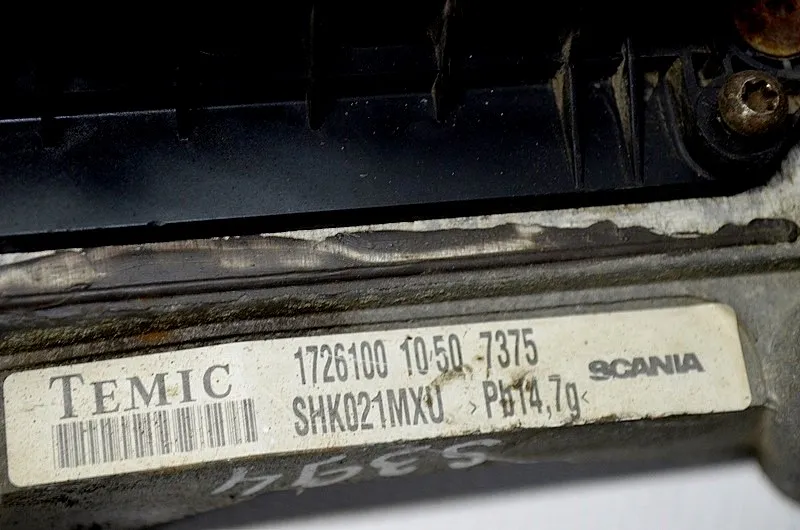 TEMIC
1726100 10-50 7375
SHK021MXU >Pb14,7g<
SCANIA
5394